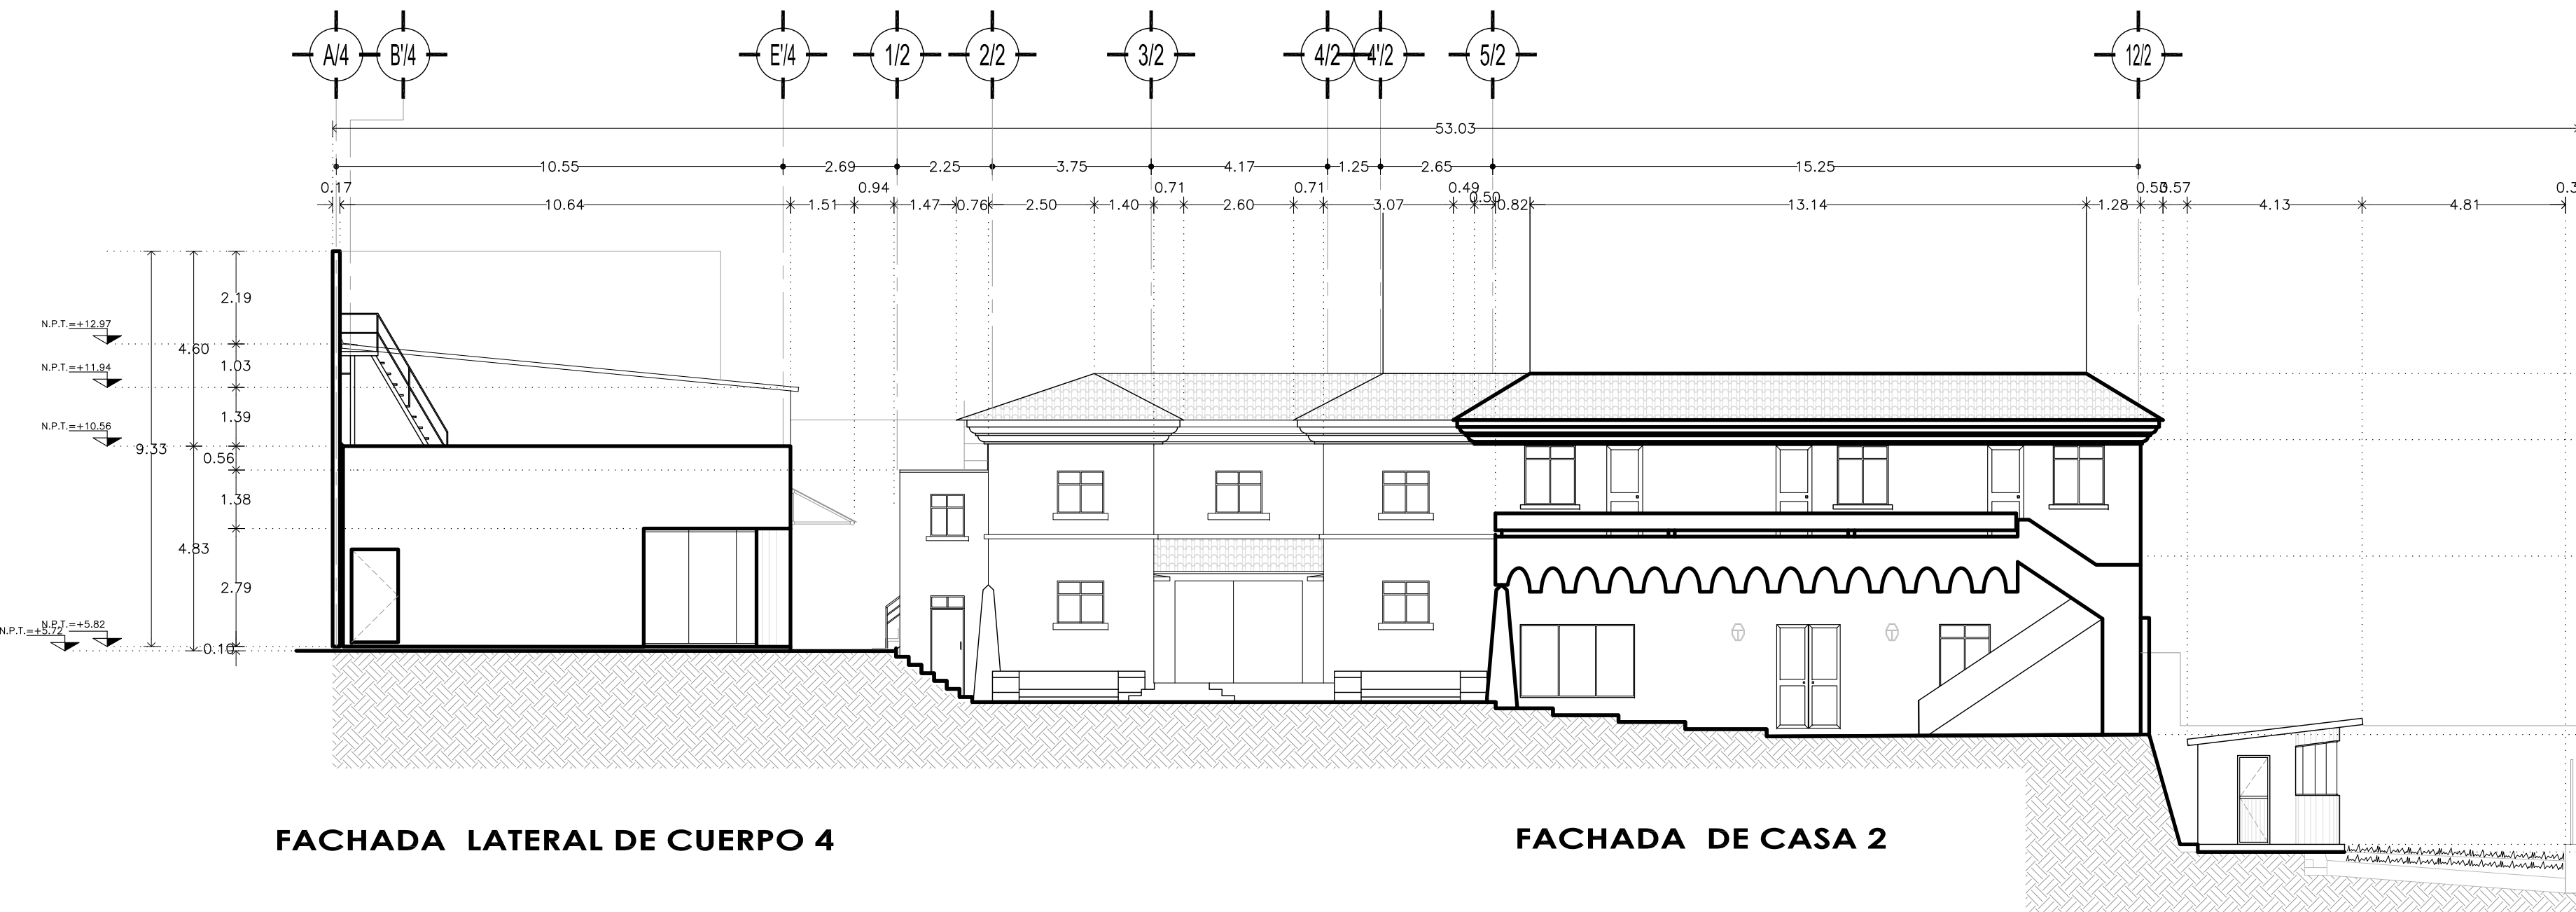 A/4 B'/4 E'/4 1/2 2/2 3/2 4/2 4'/2 5/2 12/2
53.03
10.55 2.69 2.25 3.75 4.17 1.25 2.65 15.25
0.17 0.94 0.71 0.71 0.49 0.50 0.53 0.57
10.64 1.51 1.47 0.76 2.50 1.40 2.60 3.07 0.82 13.14 1.28 4.13 4.81
2.19
N.P.T.=+12.97
4.60
1.03
N.P.T.=+11.94
1.39
N.P.T.=+10.56
9.33
0.56
1.38
4.83
2.79
N.P.T.=+5.82
N.P.T.=+5.72
0.10
FACHADA LATERAL DE CUERPO 4
FACHADA DE CASA 2